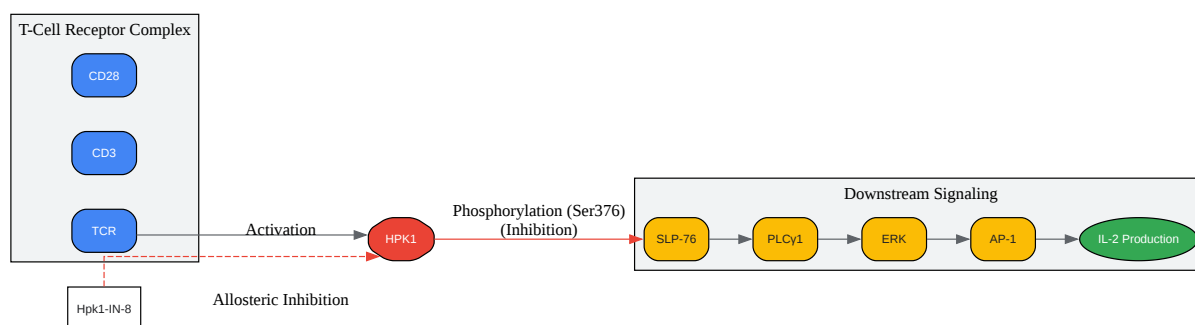 T-Cell Receptor Complex
CD28
CD3
TCR
Activation
HPK1
Phosphorylation (Ser376)
(Inhibition)
Downstream Signaling
SLP-76
PLCγ1
ERK
AP-1
IL-2 Production
Hpk1-IN-8
Allosteric Inhibition